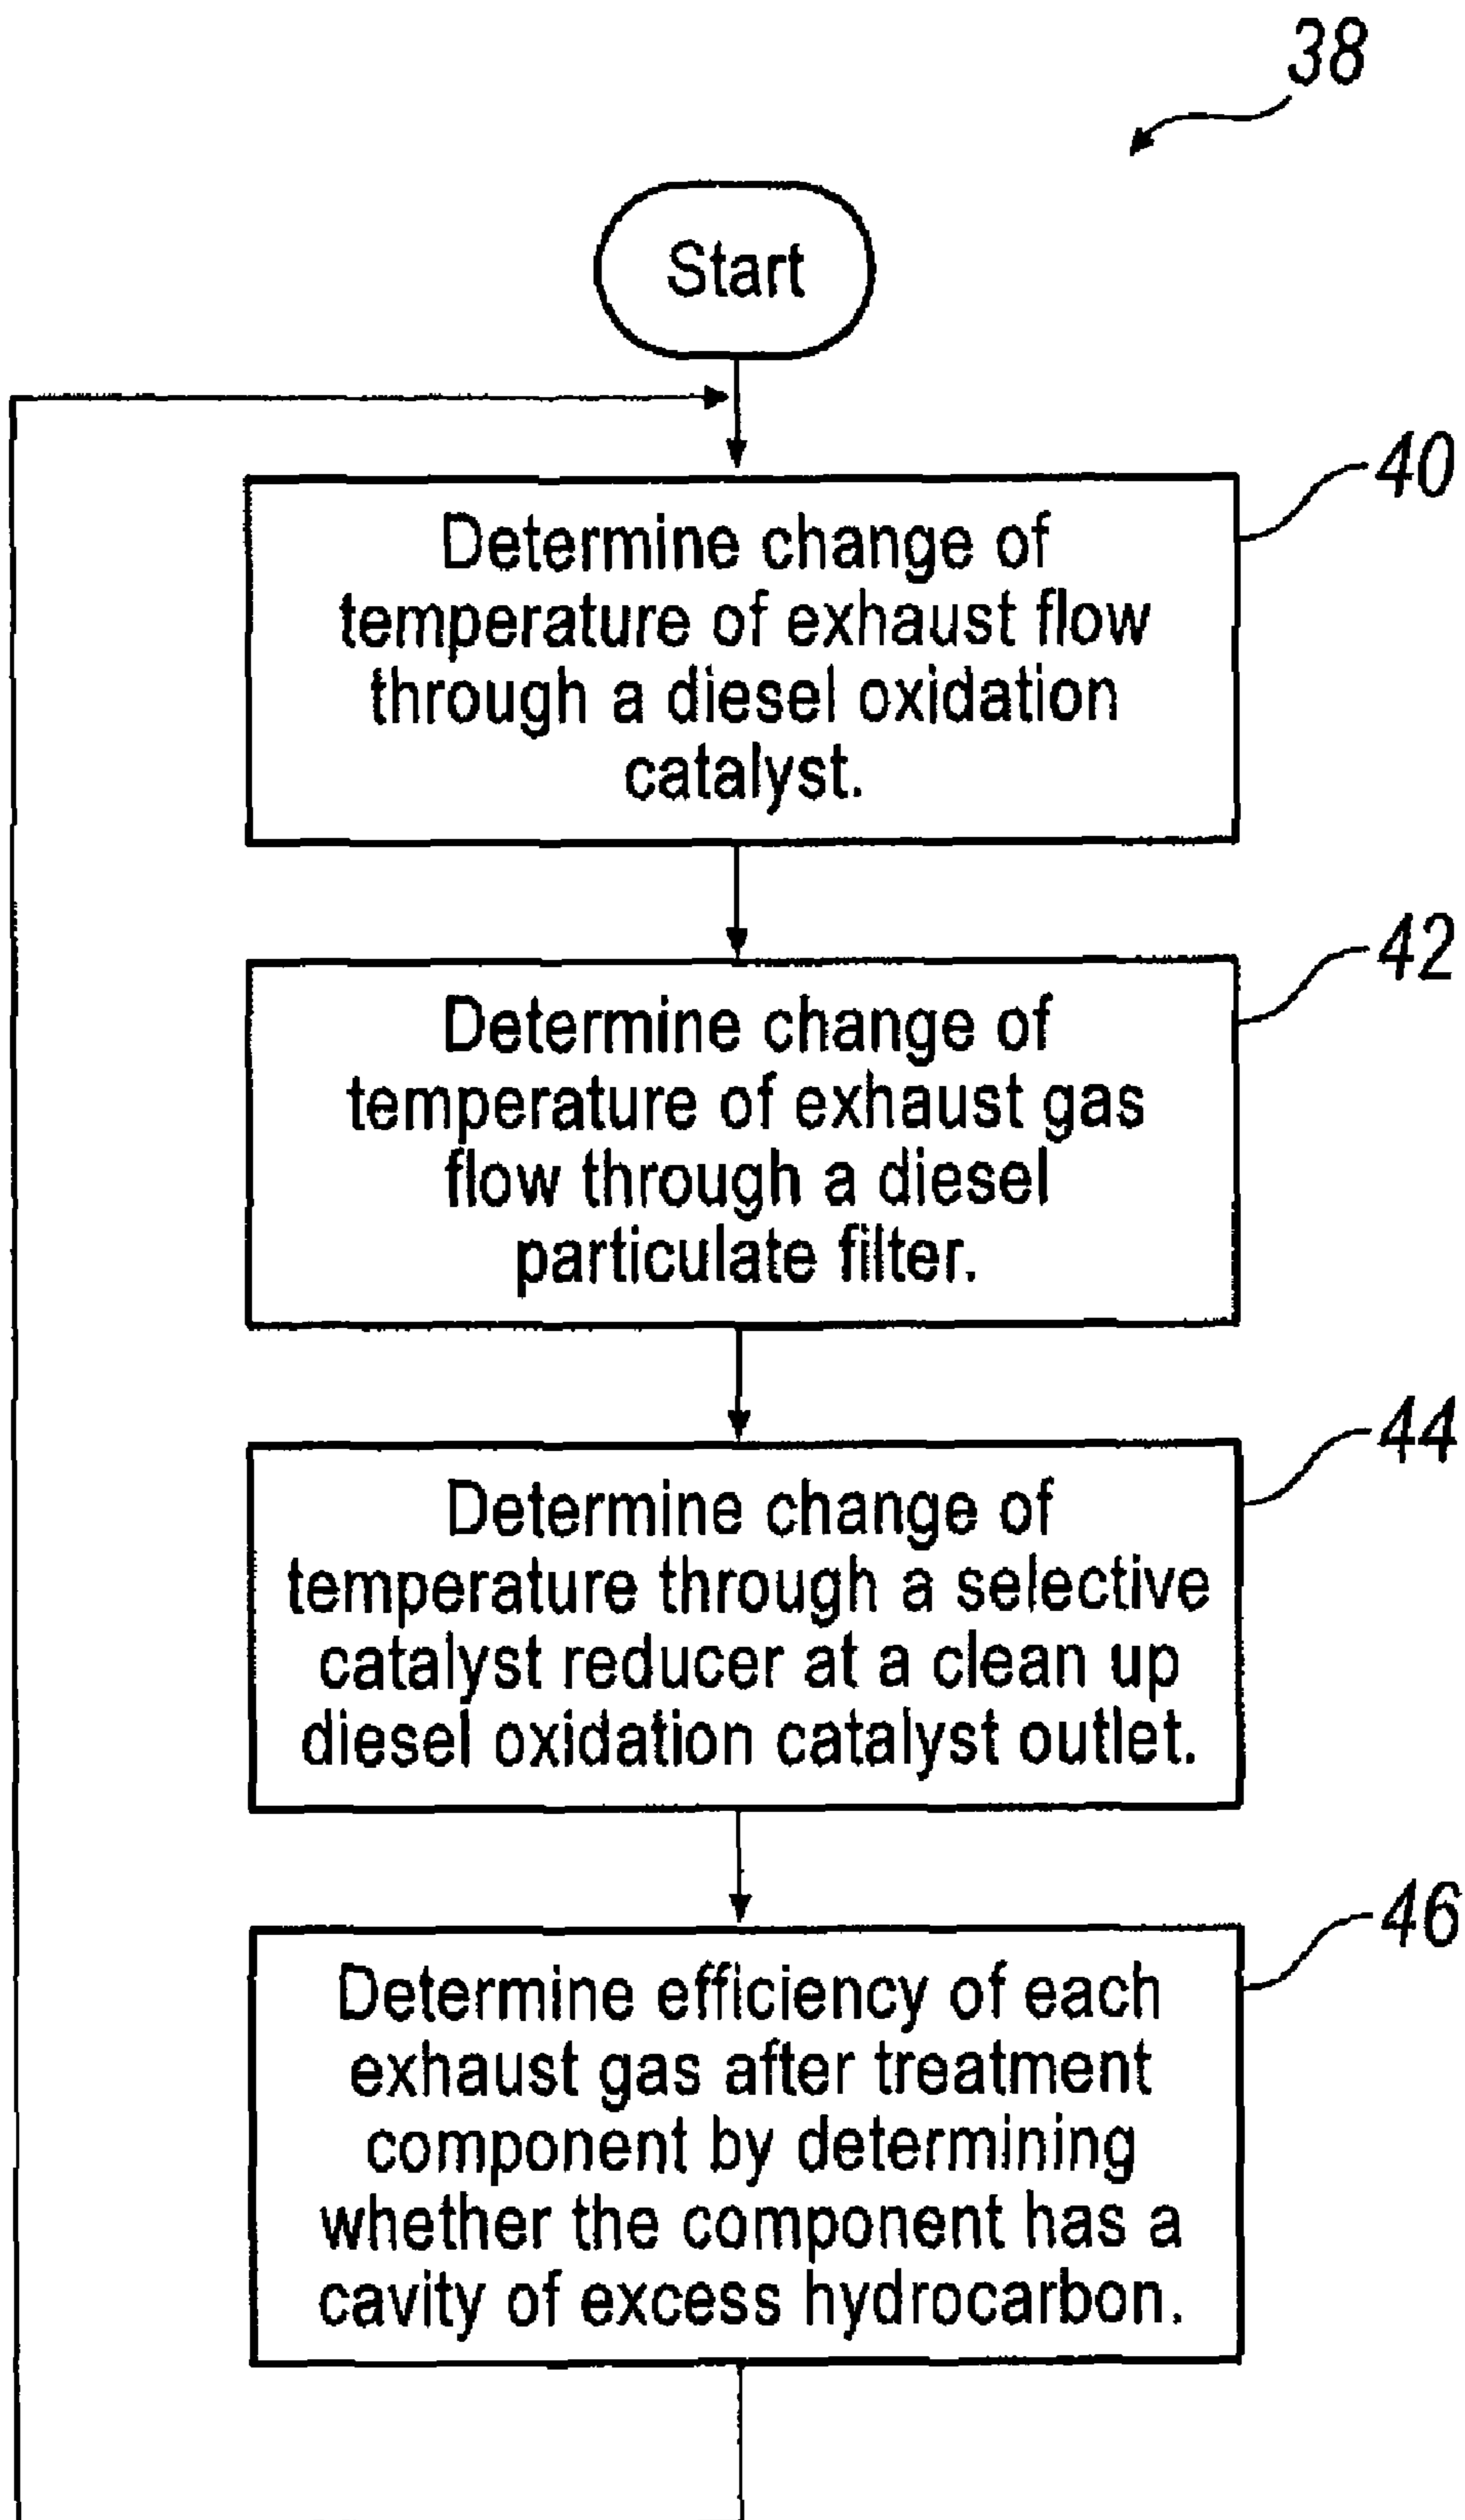 38
Start
40
Determine change of
temperature of exhaust flow
through a diesel oxidation
catalyst.
42
Determine change of
temperature of exhaust gas
flow through a diesel
particulate filter.
44
Determine change of
temperature through a selective
catalyst reducer at a clean up
diesel oxidation catalyst outlet.
46
Determine efficiency of each
exhaust gas after treatment
component by determining
whether the component has a
cavity of excess hydrocarbon.